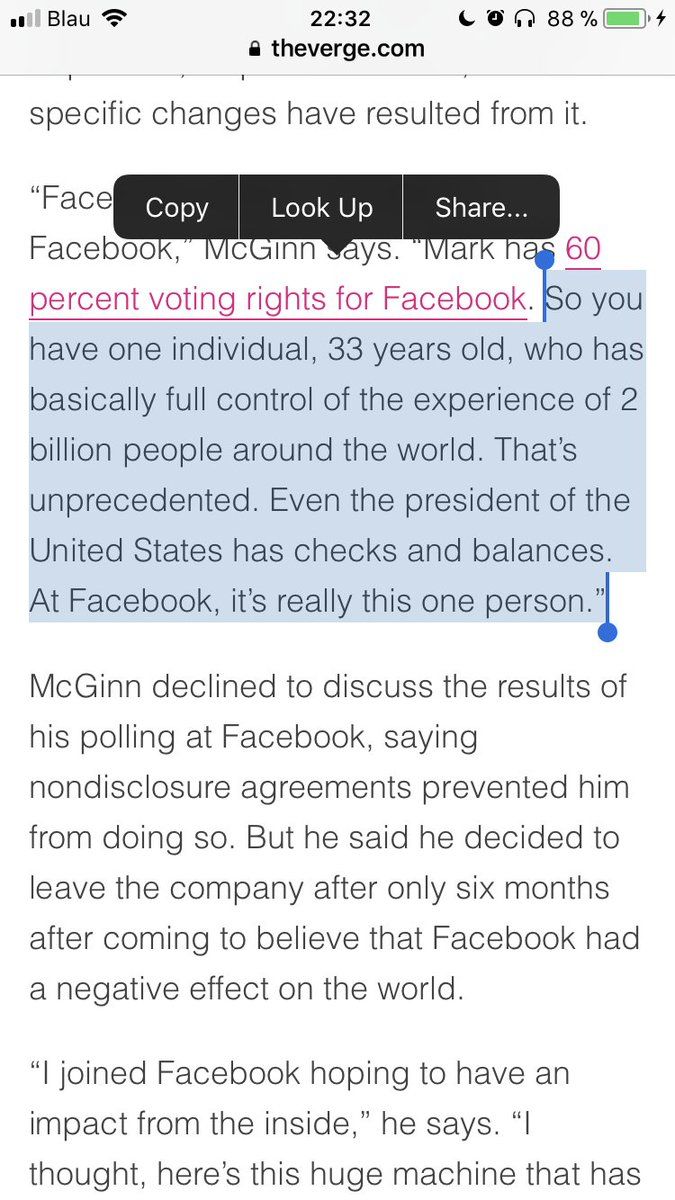 Blau 22:32 88 %
theverge.com
specific changes have resulted from it.
“Face
Copy Look Up Share...
Facebook,” McGinn says. “Mark has 60
percent voting rights for Facebook. So you
have one individual, 33 years old, who has
basically full control of the experience of 2
billion people around the world. That’s
unprecedented. Even the president of the
United States has checks and balances.
At Facebook, it’s really this one person.”
McGinn declined to discuss the results of
his polling at Facebook, saying
nondisclosure agreements prevented him
from doing so. But he said he decided to
leave the company after only six months
after coming to believe that Facebook had
a negative effect on the world.
“I joined Facebook hoping to have an
impact from the inside,” he says. “I
thought, here’s this huge machine that has